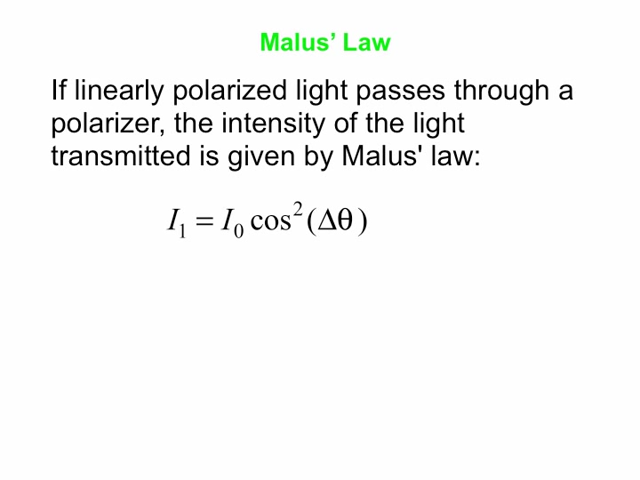 Malus’ Law
If linearly polarized light passes through a
polarizer, the intensity of the light
transmitted is given by Malus' law:
I₁ = I₀ cos²(Δθ)